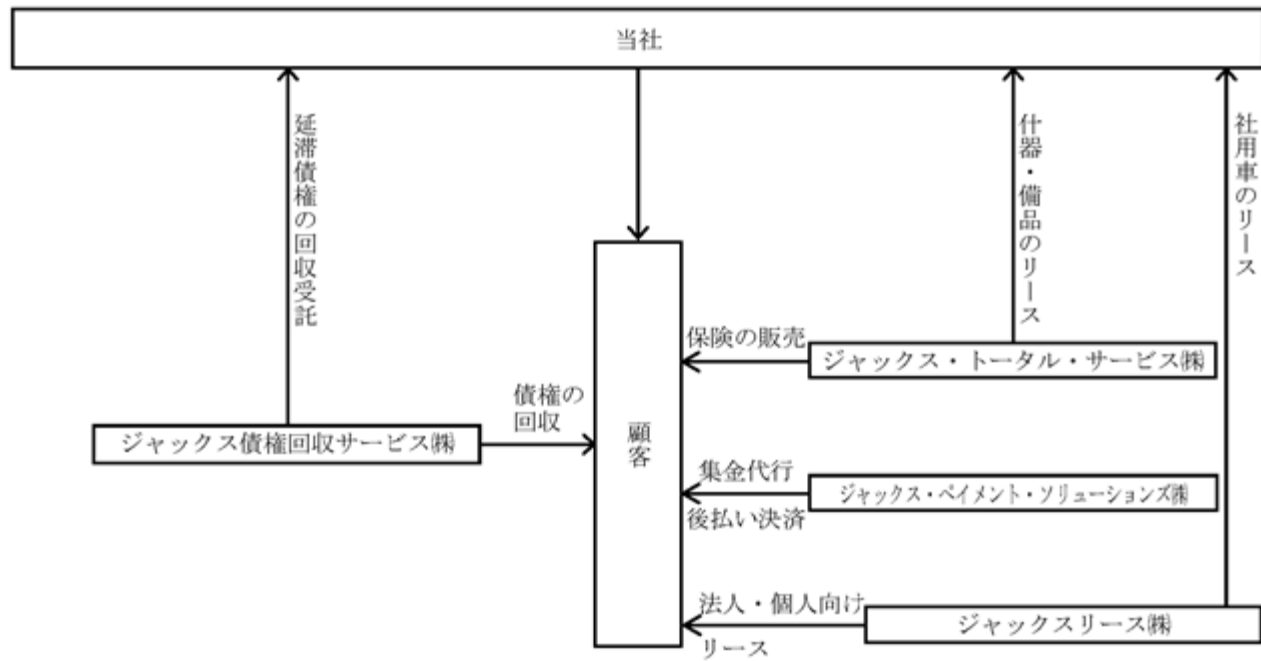 当社
延滞債権の回収受託
什器・備品のリース
社用車のリース
保険の販売
ジャックス・トータル・サービス㈱
債権の
回収
ジャックス債権回収サービス㈱
顧客
集金代行
後払い決済
ジャックス・ペイメント・ソリューションズ㈱
法人・個人向け
リース
ジャックスリース㈱